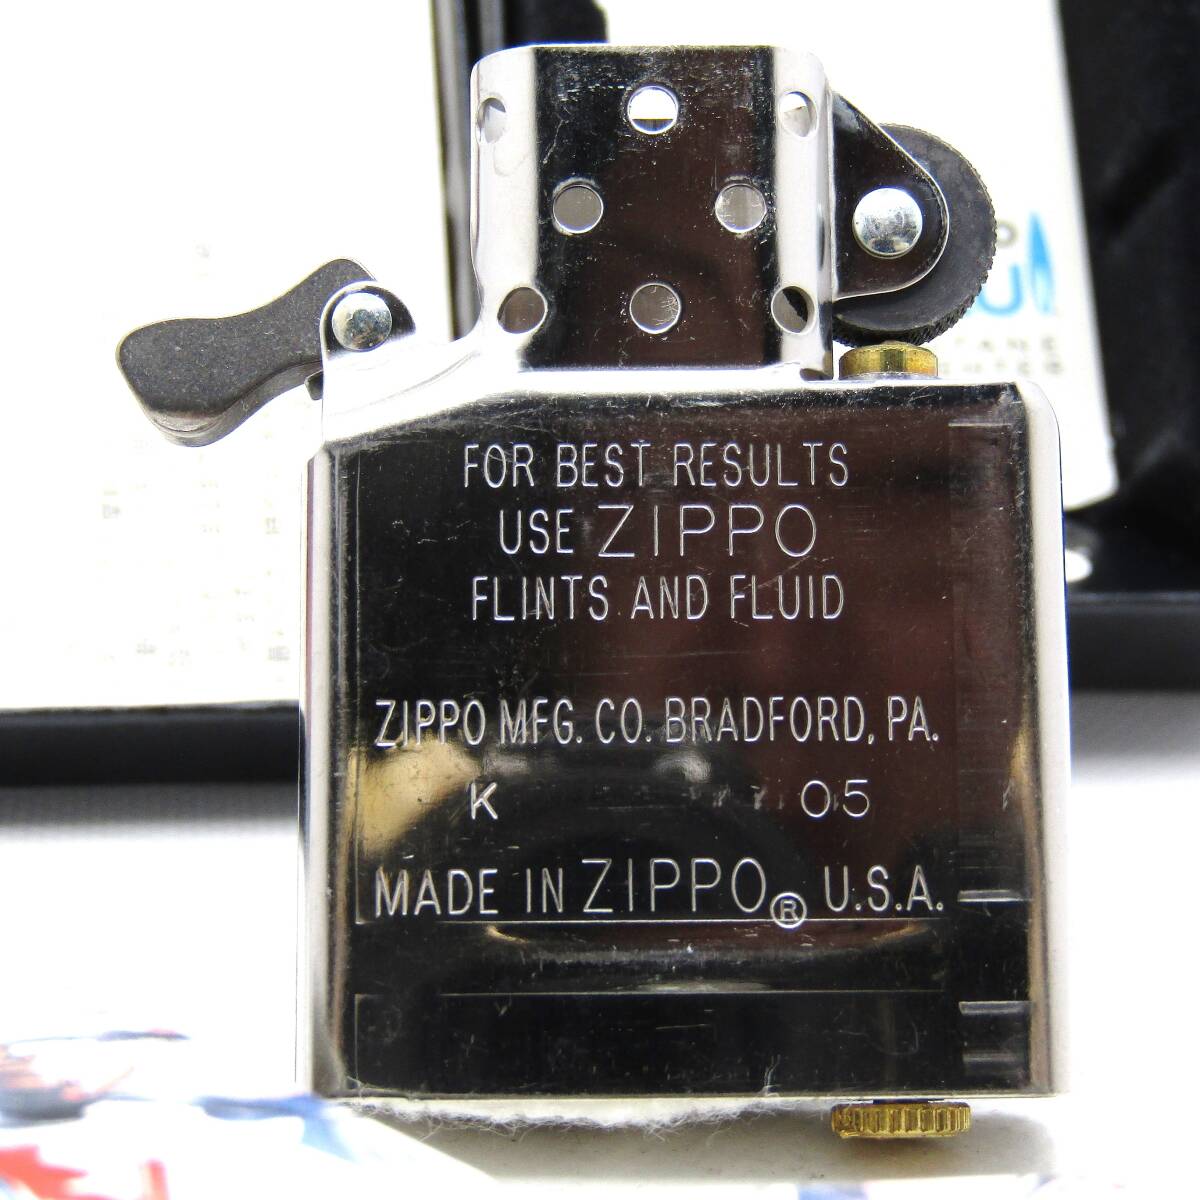 FOR BEST RESULTS
USE ZIPPO
FLINTS AND FLUID
ZIPPO MFG. CO. BRADFORD, PA.
K 05
MADE IN ZIPPO® U.S.A.